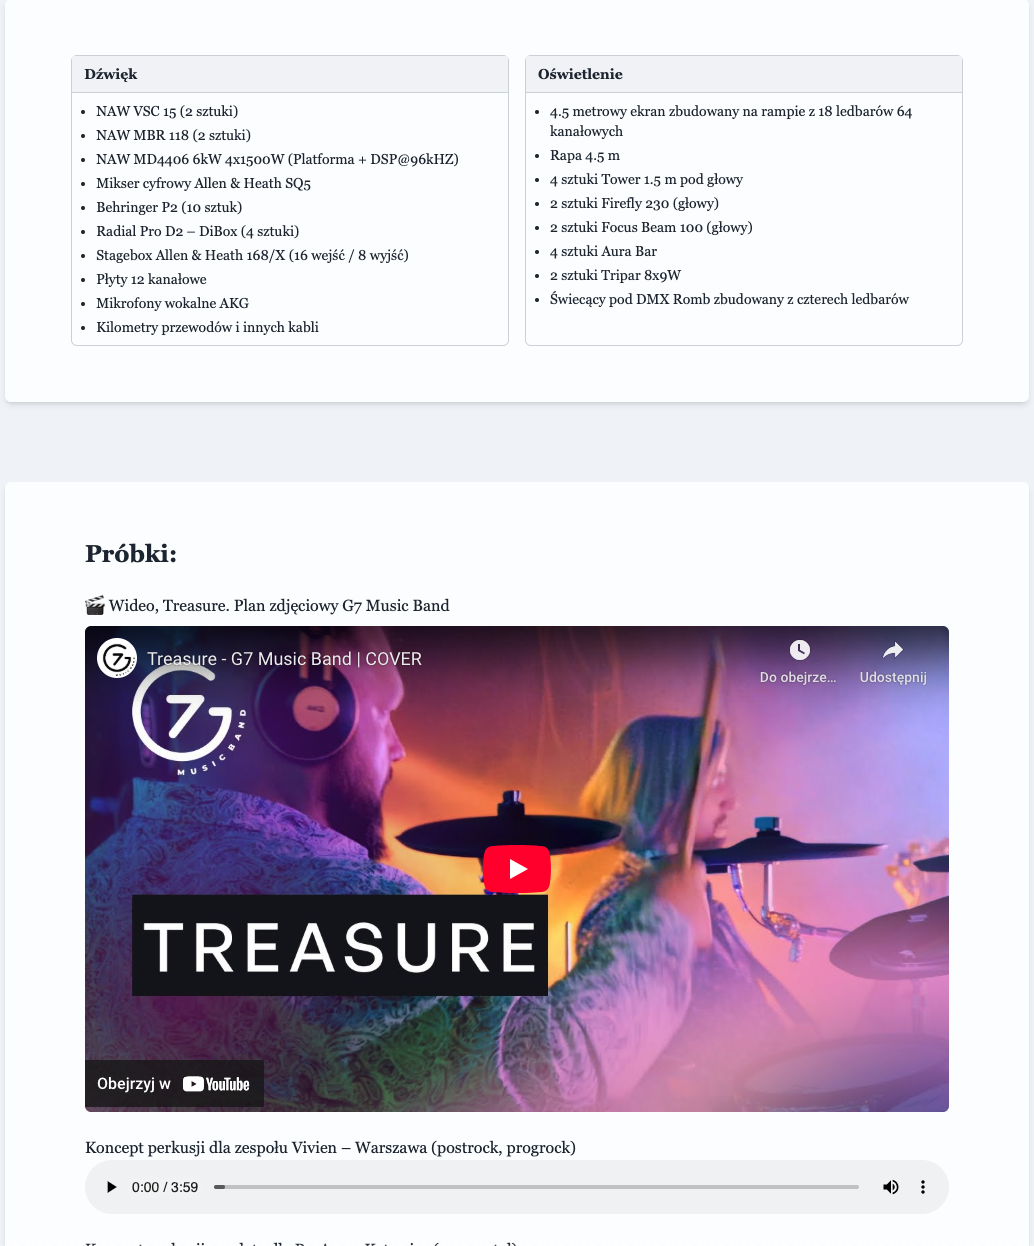 Dźwięk
NAW VSC 15 (2 sztuki)
NAW MBR 118 (2 sztuki)
NAW MD4406 6kW 4x1500W (Platforma + DSP@96kHZ)
Mikser cyfrowy Allen & Heath SQ5
Behringer P2 (10 sztuk)
Radial Pro D2 – DiBox (4 sztuki)
Stagebox Allen & Heath 168/X (16 wejść / 8 wyjść)
Płyty 12 kanałowe
Mikrofony wokalne AKG
Kilometry przewodów i innych kabli
Oświetlenie
4.5 metrowy ekran zbudowany na rampie z 18 ledbarów 64
kanałowych
Rapa 4.5 m
4 sztuki Tower 1.5 m pod głowy
2 sztuki Firefly 230 (głowy)
2 sztuki Focus Beam 100 (głowy)
4 sztuki Aura Bar
2 sztuki Tripar 8x9W
Świecący pod DMX Romb zbudowany z czterech ledbarów
Próbki:
Wideo, Treasure. Plan zdjęciowy G7 Music Band
Treasure - G7 Music Band | COVER
Do obejrze...
Udostępnij
G7
MUSICBAND
TREASURE
Obejrzyj w YouTube
Koncept perkusji dla zespołu Vivien – Warszawa (postrock, progrock)
0:00 / 3:59